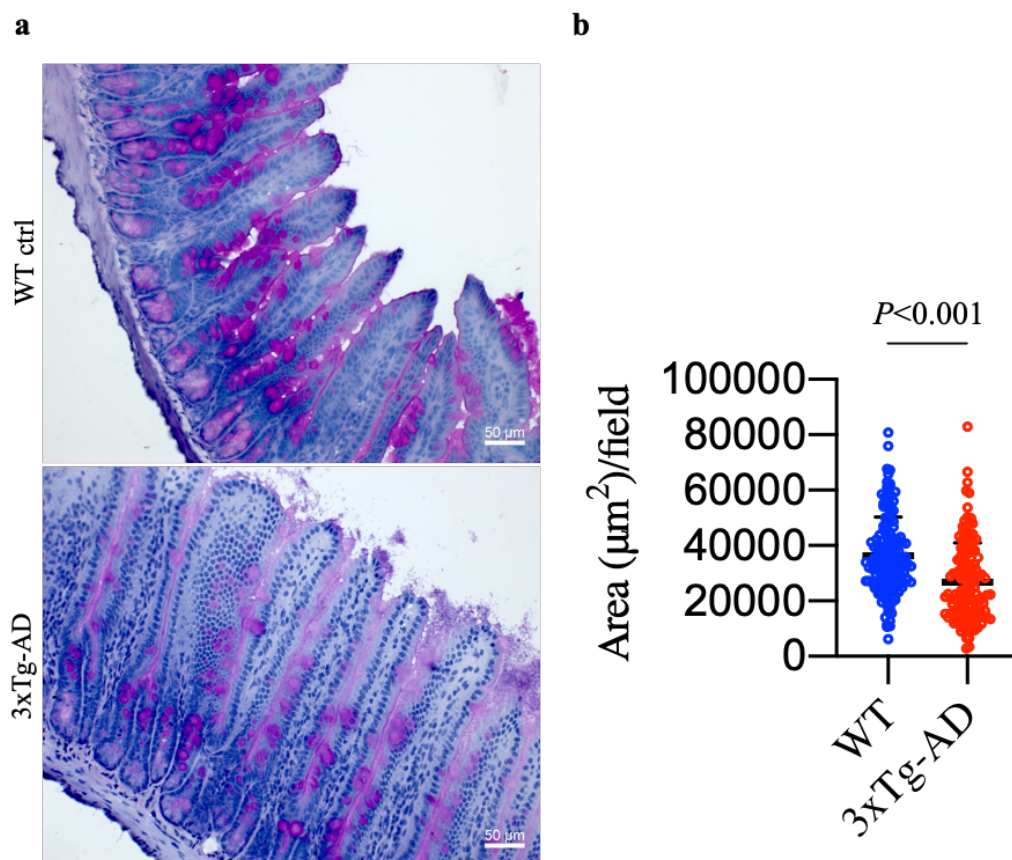 a
WT ctrl
50 µm
3xTg-AD
50 µm
b
P<0.001
Area (µm²)/field
100000
80000
60000
40000
20000
0
WT
3xTg-AD